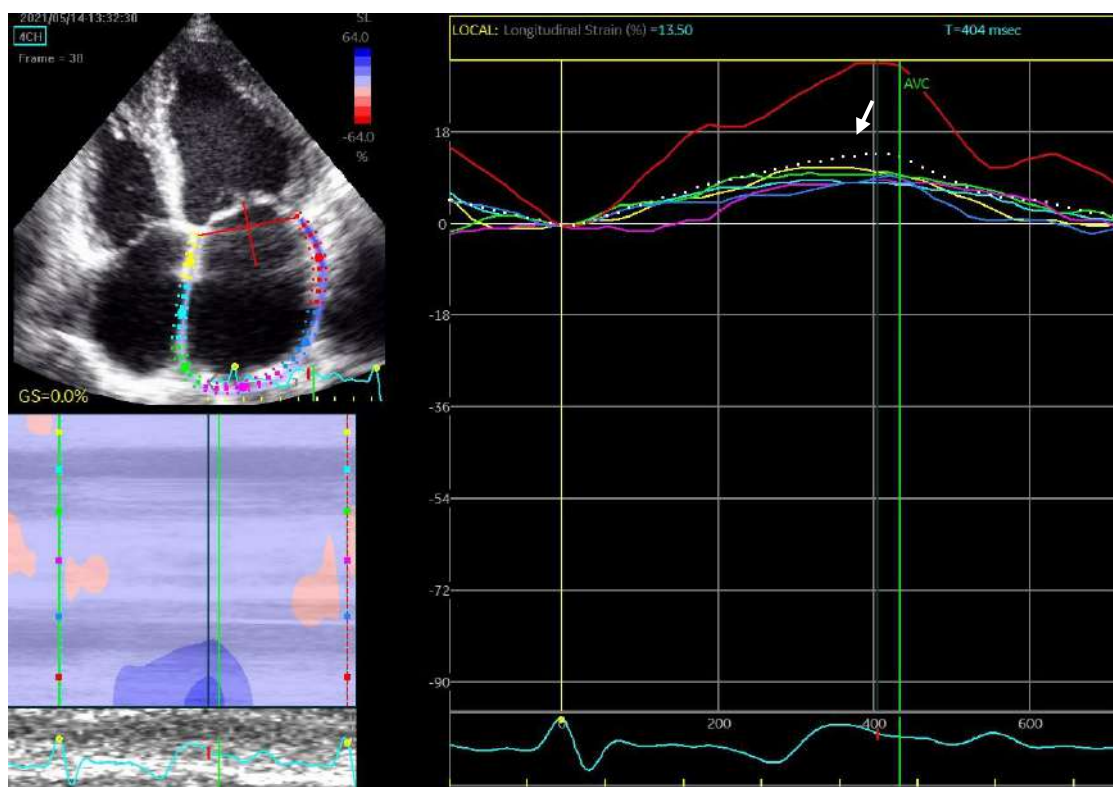 2021/05/14-13:32:30
SL
64.0
4CH
Frame = 38
-64.0
%
GS=0.0%
LOCAL: Longitudinal Strain (%) =13.50
T=404 msec
AVC
18
0
-18
-36
-54
-72
-90
0
200
400
600